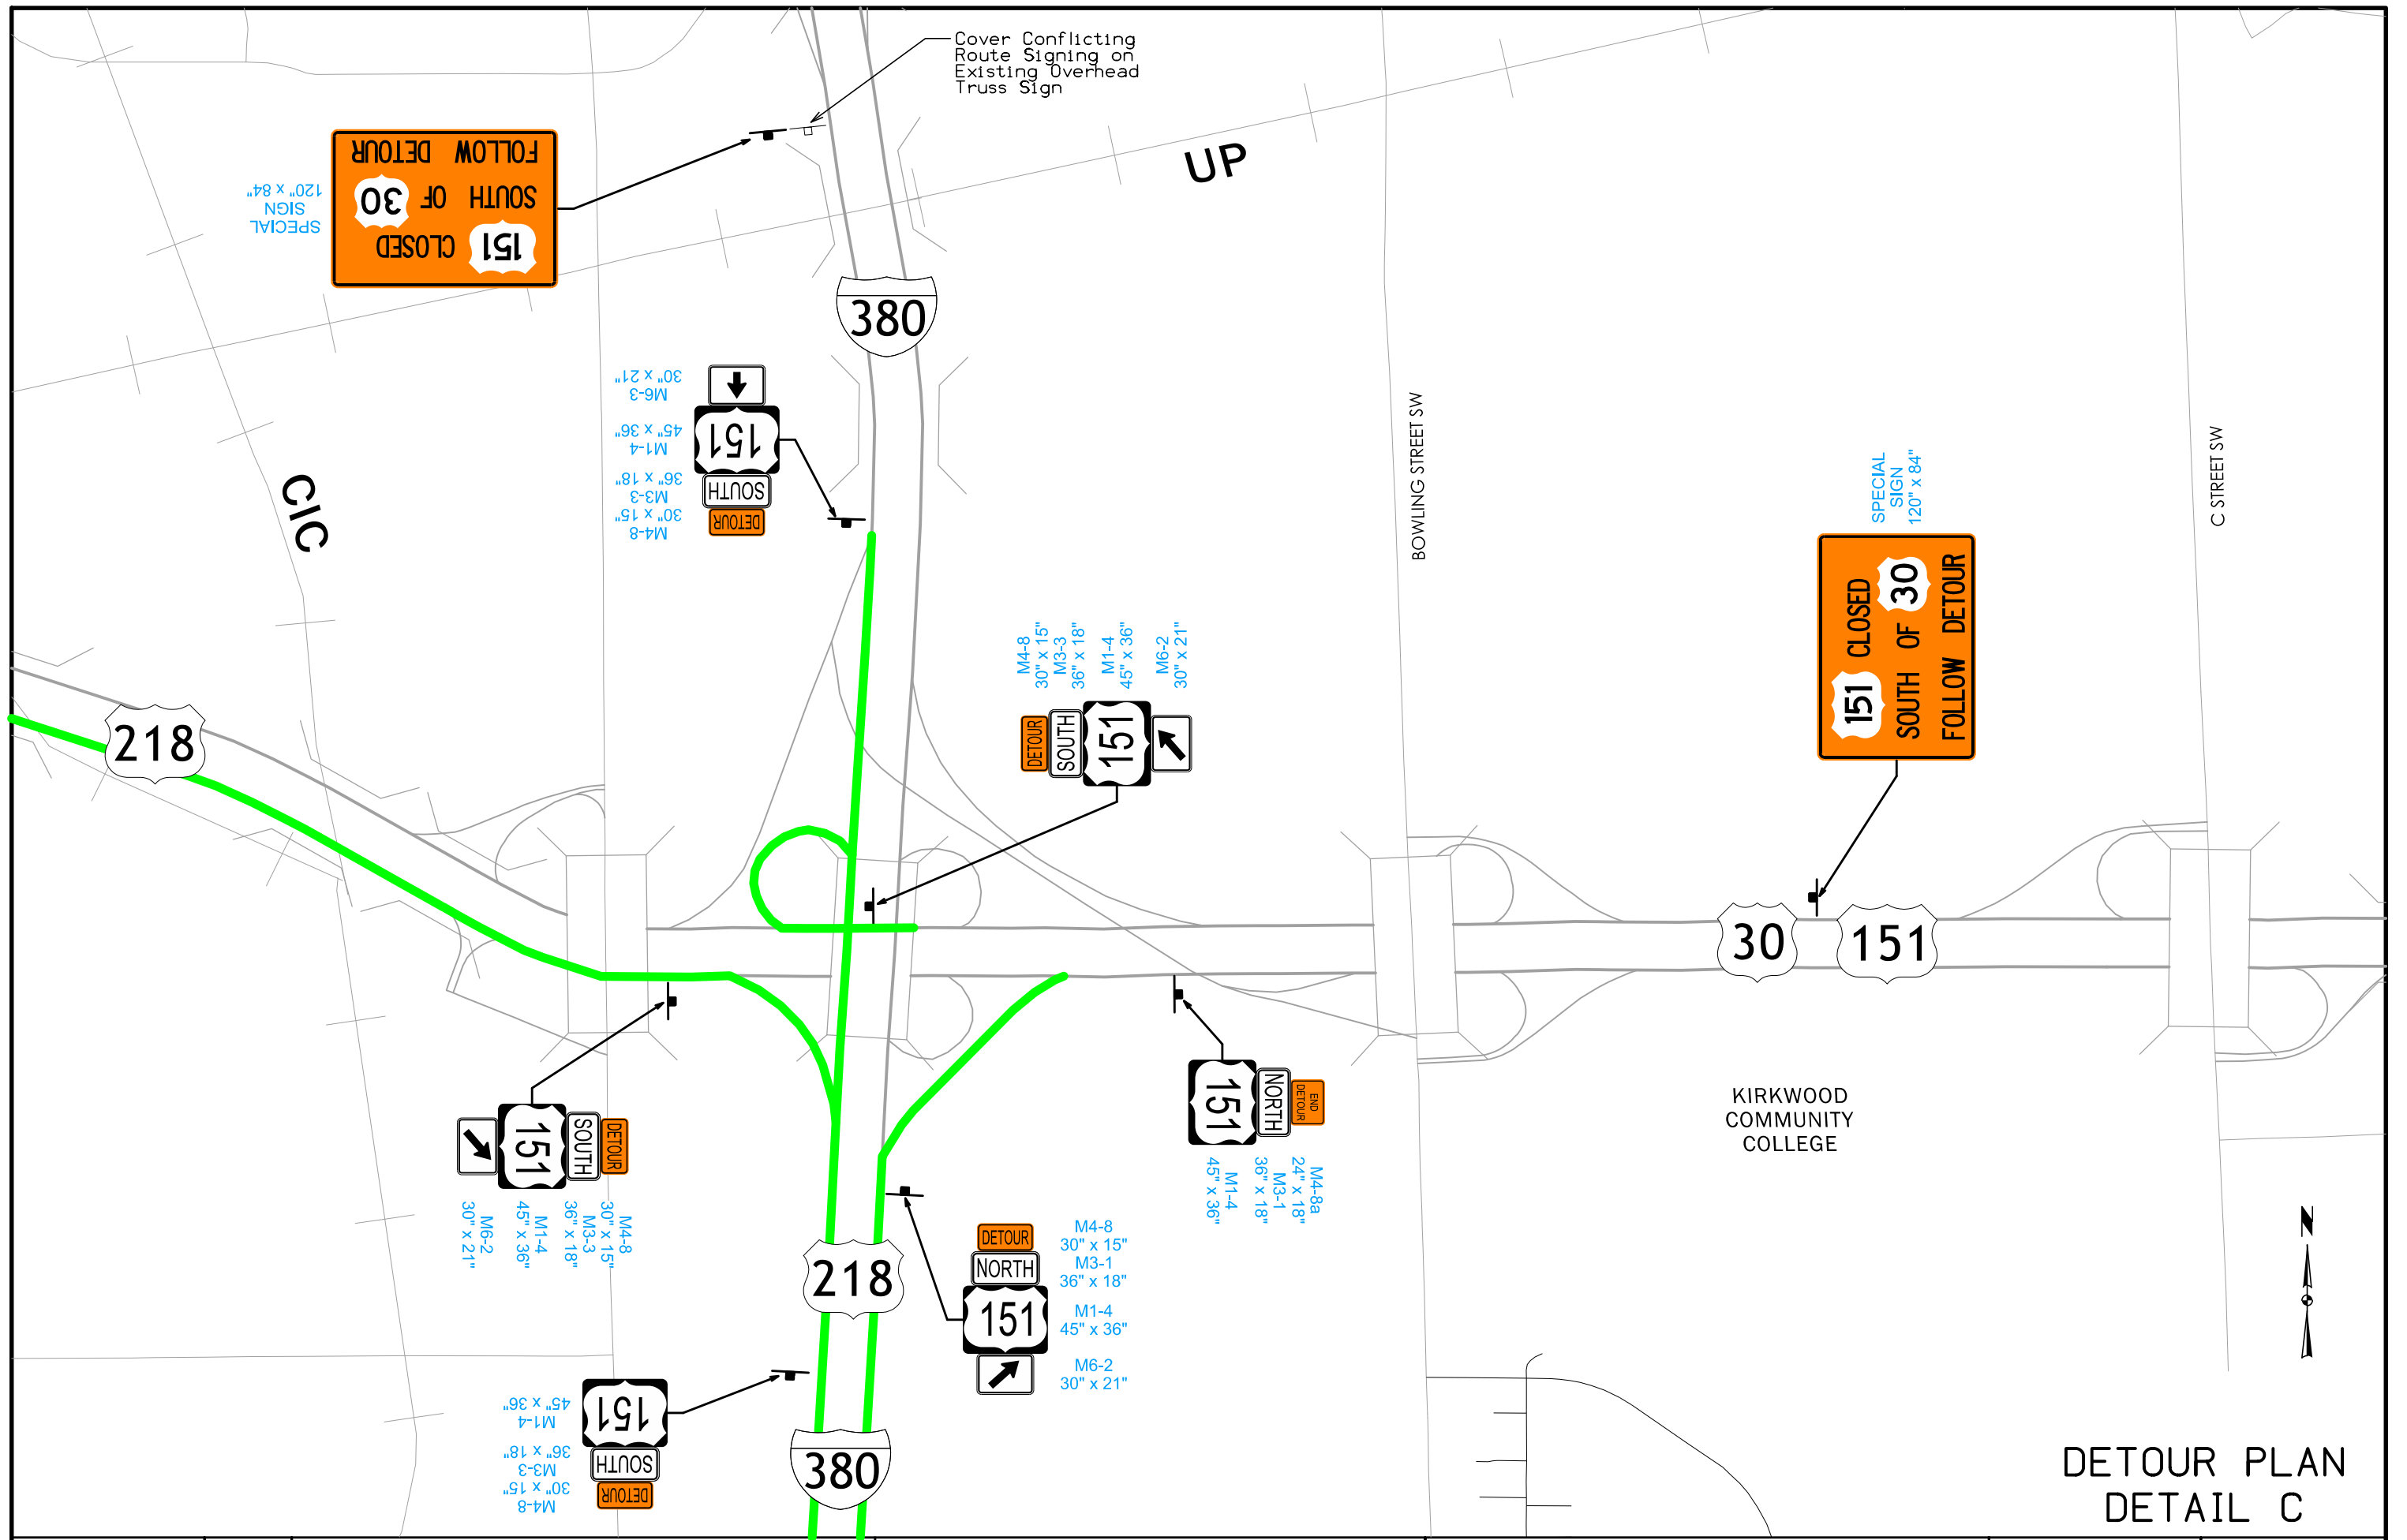 Cover Conflicting
Route Signing on
Existing Overhead
Truss Sign
UP
151 CLOSED
SOUTH OF 30
FOLLOW DETOUR
SPECIAL
SIGN
120" x 84"
380
DETOUR
SOUTH
151
M4-8
30" x 15"
M3-3
36" x 18"
M1-4
45" x 36"
M6-3
30" x 21"
CIC
BOWLING STREET SW
C STREET SW
SPECIAL
SIGN
120" x 84"
151 CLOSED
SOUTH OF 30
FOLLOW DETOUR
M4-8
30" x 15"
M3-3
36" x 18"
M1-4
45" x 36"
M6-2
30" x 21"
DETOUR
SOUTH
151
218
30
151
DETOUR
SOUTH
151
M4-8
30" x 15"
M3-3
36" x 18"
M1-4
45" x 36"
M6-2
30" x 21"
END
DETOUR
NORTH
151
M4-8a
24" x 18"
M3-1
36" x 18"
M1-4
45" x 36"
KIRKWOOD
COMMUNITY
COLLEGE
218
DETOUR
NORTH
151
M4-8
30" x 15"
M3-1
36" x 18"
M1-4
45" x 36"
M6-2
30" x 21"
N
DETOUR
SOUTH
151
M4-8
30" x 15"
M3-3
36" x 18"
M1-4
45" x 36"
380
DETOUR PLAN
DETAIL C